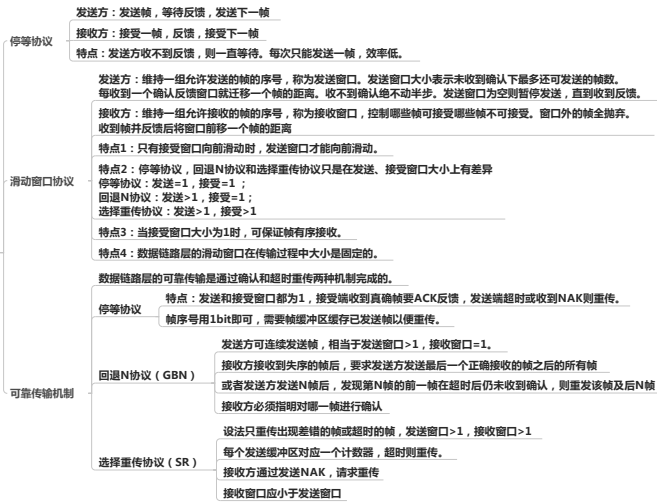 停等协议
发送方：发送帧，等待反馈，发送下一帧
接收方：接受一帧，反馈，接受下一帧
特点：发送方收不到反馈，则一直等待。每次只能发送一帧，效率低。
滑动窗口协议
发送方：维持一组允许发送的帧的序号，称为发送窗口。发送窗口大小表示未收到确认下最多还可发送的帧数。
每收到一个确认反馈窗口就迁移一个帧的距离。收不到确认绝不动半步。发送窗口为空则暂停发送，直到收到反馈。
接收方：维持一组允许接收的帧的序号，称为接收窗口，控制哪些帧可接受哪些帧不可接受。窗口外的帧全抛弃。
收到帧并反馈后将窗口前移一个帧的距离
特点1：只有接受窗口向前滑动时，发送窗口才能向前滑动。
特点2：停等协议，回退N协议和选择重传协议只是在发送、接受窗口大小上有差异
停等协议：发送=1，接受=1；
回退N协议：发送>1，接受=1；
选择重传协议：发送>1，接受>1
特点3：当接受窗口大小为1时，可保证帧有序接收。
特点4：数据链路层的滑动窗口在传输过程中大小是固定的。
可靠传输机制
数据链路层的可靠传输是通过确认和超时重传两种机制完成的。
停等协议
特点：发送和接受窗口都为1，接受端收到真确帧要ACK反馈，发送端超时或收到NAK则重传。
帧序号用1bit即可，需要帧缓冲区缓存已发送帧以便重传。
回退N协议（GBN）
发送方可连续发送帧，相当于发送窗口>1，接收窗口=1。
接收方接收到失序的帧后，要求发送方发送最后一个正确接收的帧之后的所有帧
或者发送方发送N帧后，发现第N帧的前一帧在超时后仍未收到确认，则重发该帧及后N帧
接收方必须指明对哪一帧进行确认
选择重传协议（SR）
设法只重传出现差错的帧或超时的帧，发送窗口>1，接收窗口>1
每个发送缓冲区对应一个计数器，超时则重传。
接收方通过发送NAK，请求重传
接收窗口应小于发送窗口